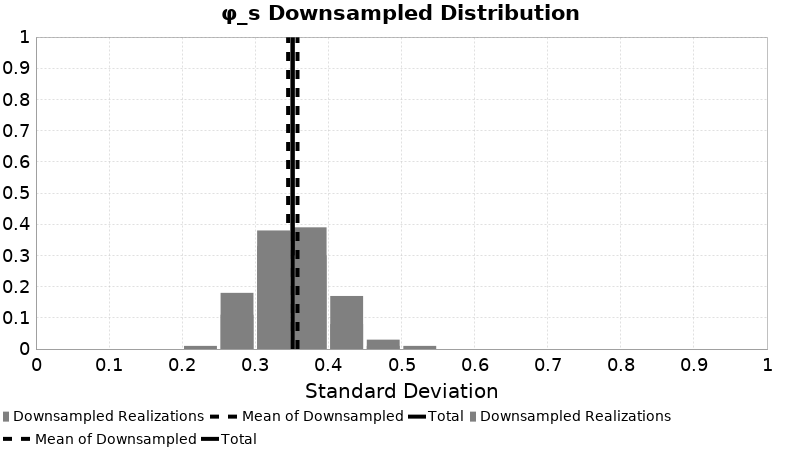 φ_s Downsampled Distribution
1
0.9
0.8
0.7
0.6
0.5
0.4
0.3
0.2
0.1
0
0 0.1 0.2 0.3 0.4 0.5 0.6 0.7 0.8 0.9 1
Standard Deviation
Downsampled Realizations Mean of Downsampled Total Downsampled Realizations
Mean of Downsampled Total